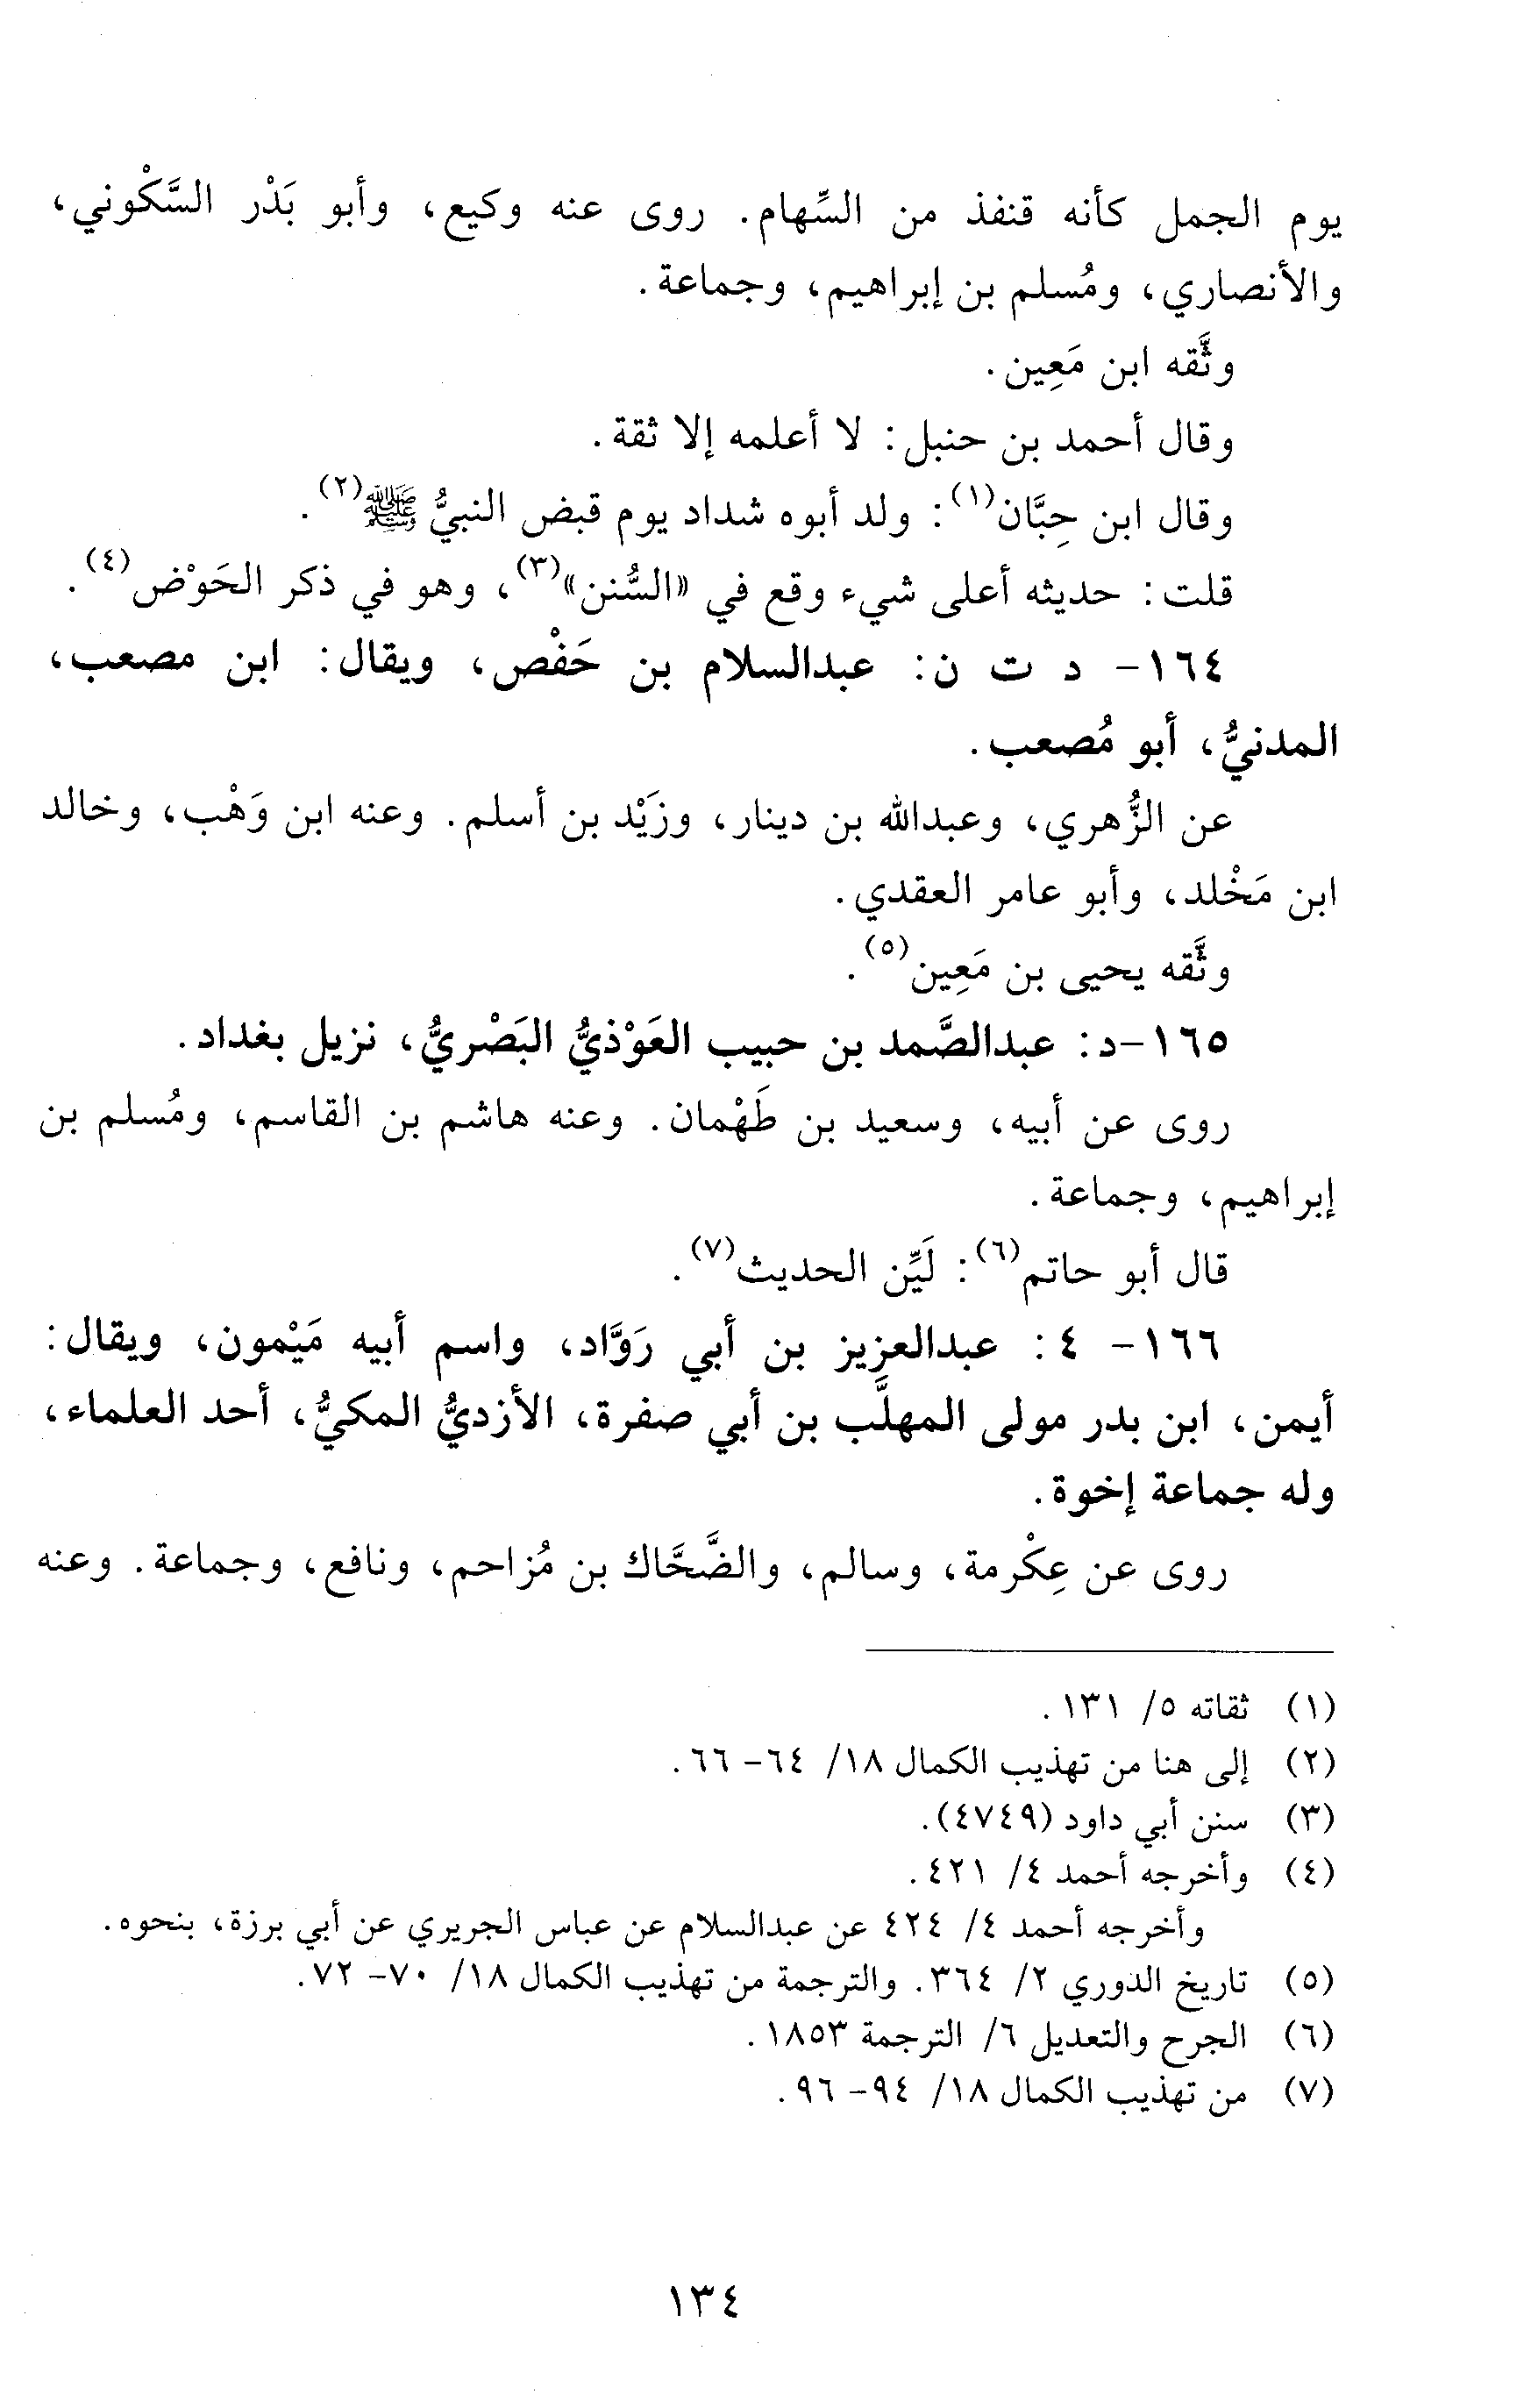 يوم الجمل كأنه قنفذ من السِّهام. روى عنه وكيع، وأبو بَدْر السَّكْوني،
والأنصاري، ومُسلم بن إبراهيم، وجماعة.
وثَّقه ابن مَعِين.
وقال أحمد بن حنبل: لا أعلمه إلا ثقة.
وقال ابن حِبَّان(١): ولد أبوه شداد يوم قبض النبيُّ ﷺ(٢).
قلت: حديثه أعلى شيء وقع في «السُّنن»(٣)، وهو في ذكر الحَوْض(٤).
١٦٤- د ت ن: عبدالسلام بن حَفْص، ويقال: ابن مصعب،
المدنيُّ، أبو مُصعب.
عن الزُّهري، وعبدالله بن دينار، وزَيْد بن أسلم. وعنه ابن وَهْب، وخالد
ابن مَخْلد، وأبو عامر العقدي.
وثَّقه يحيى بن مَعِين(٥).
١٦٥-د: عبدالصَّمد بن حبيب العَوْذيُّ البَصْريُّ، نزيل بغداد.
روى عن أبيه، وسعيد بن طَهْمان. وعنه هاشم بن القاسم، ومُسلم بن
إبراهيم، وجماعة.
قال أبو حاتم(٦): لَيِّن الحديث(٧).
١٦٦- ٤: عبدالعزيز بن أبي رَوَّاد، واسم أبيه مَيْمون، ويقال:
أيمن، ابن بدر مولى المهلَّب بن أبي صفرة، الأزديُّ المكيُّ، أحد العلماء،
وله جماعة إخوة.
روى عن عِكْرمة، وسالم، والضَّحَّاك بن مُزاحم، ونافع، وجماعة. وعنه
(١) ثقاته ٥/ ١٣١.
(٢) إلى هنا من تهذيب الكمال ١٨/ ٦٤- ٦٦.
(٣) سنن أبي داود (٤٧٤٩).
(٤) وأخرجه أحمد ٤/ ٤٢١.
وأخرجه أحمد ٤/ ٤٢٤ عن عبدالسلام عن عباس الجريري عن أبي برزة، بنحوه.
(٥) تاريخ الدوري ٢/ ٣٦٤. والترجمة من تهذيب الكمال ١٨/ ٧٠- ٧٢.
(٦) الجرح والتعديل ٦/ الترجمة ١٨٥٣.
(٧) من تهذيب الكمال ١٨/ ٩٤- ٩٦.
١٣٤